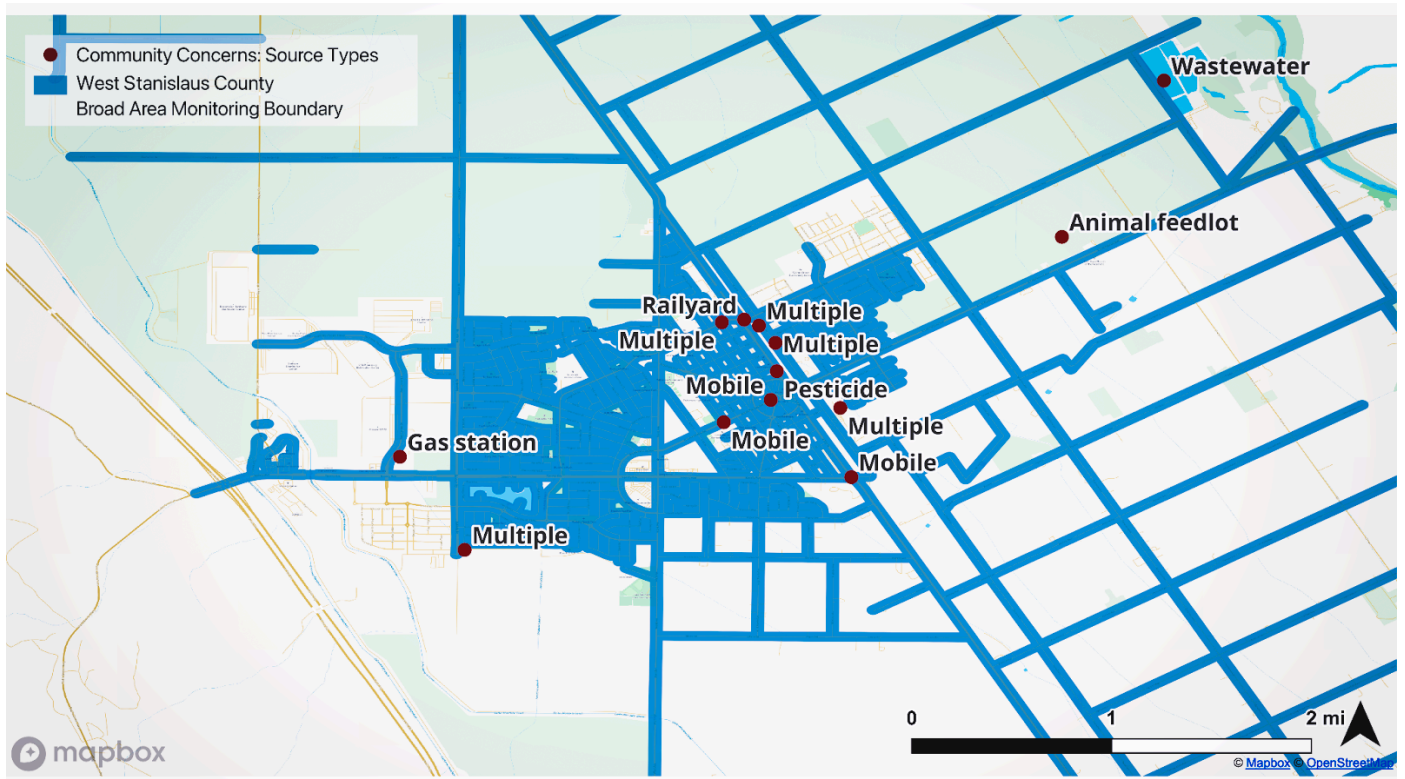 Community Concerns: Source Types
West Stanislaus County
Broad Area Monitoring Boundary
Wastewater
Animal feedlot
Railyard
Multiple
Multiple
Multiple
Mobile
Pesticide
Multiple
Mobile
Mobile
Gas station
Multiple
0 1 2 mi
mapbox
© Mapbox © OpenStreetMap